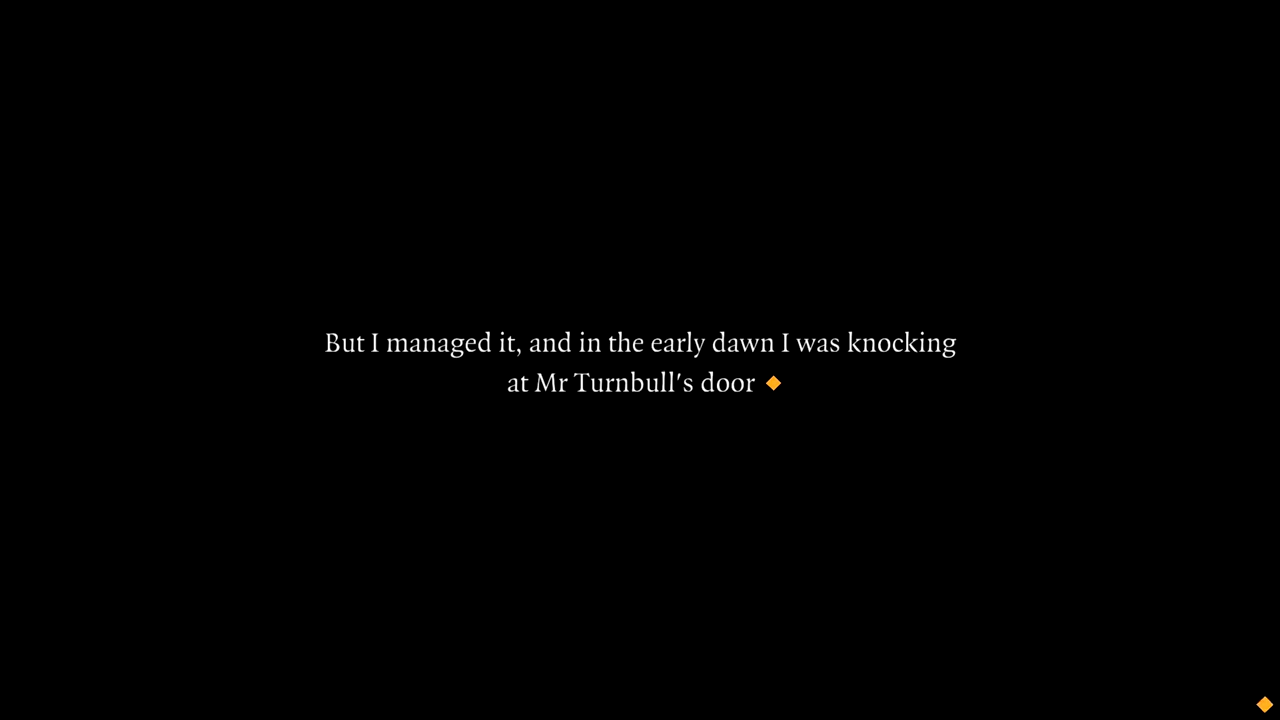 But I managed it, and in the early dawn I was knocking
at Mr Turnbull's door